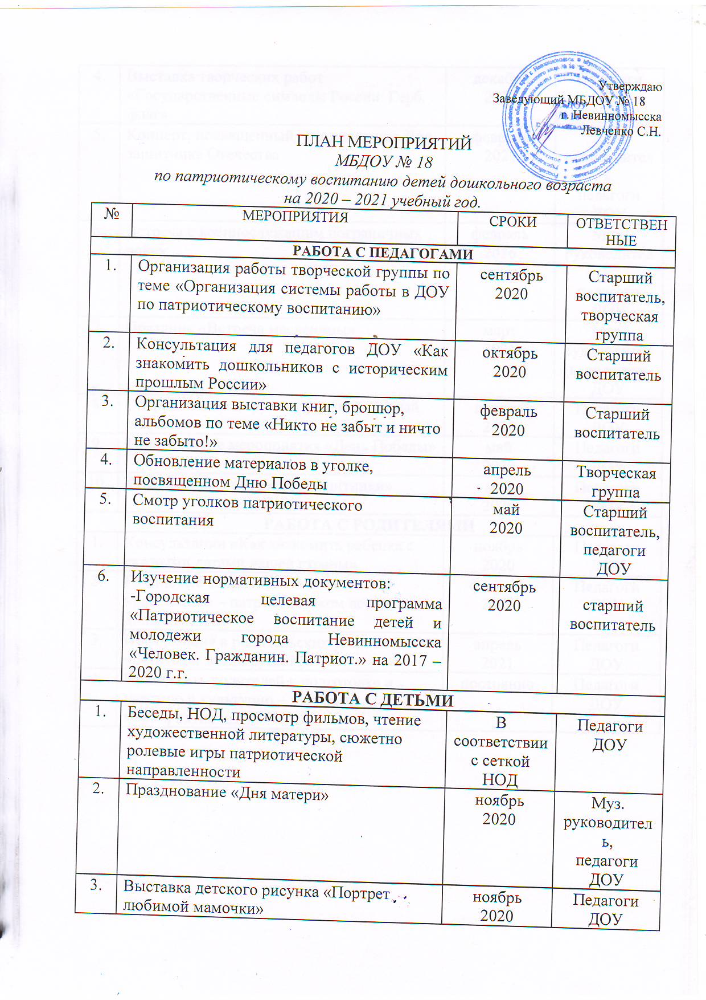 Утверждаю
Заведующий МБДОУ № 18
г. Невинномысска
Левченко С.Н.
ПЛАН МЕРОПРИЯТИЙ
МБДОУ № 18
по патриотическому воспитанию детей дошкольного возраста
на 2020 – 2021 учебный год.
№ МЕРОПРИЯТИЯ СРОКИ ОТВЕТСТВЕН
НЫЕ
РАБОТА С ПЕДАГОГАМИ
1.
Организация работы творческой группы по
теме «Организация системы работы в ДОУ
по патриотическому воспитанию»
сентябрь
2020
Старший
воспитатель,
творческая
группа
2.
Консультация для педагогов ДОУ «Как
знакомить дошкольников с историческим
прошлым России»
октябрь
2020
Старший
воспитатель
3.
Организация выставки книг, брошюр,
альбомов по теме «Никто не забыт и ничто
не забыто!»
февраль
2020
Старший
воспитатель
4.
Обновление материалов в уголке,
посвященном Дню Победы
апрель
2020
Творческая
группа
5.
Смотр уголков патриотического
воспитания
май
2020
Старший
воспитатель,
педагоги
ДОУ
6.
Изучение нормативных документов:
-Городская целевая программа
«Патриотическое воспитание детей и
молодежи города Невинномысска
«Человек. Гражданин. Патриот.» на 2017 –
2020 г.г.
сентябрь
2020
старший
воспитатель
РАБОТА С ДЕТЬМИ
1.
Беседы, НОД, просмотр фильмов, чтение
художественной литературы, сюжетно
ролевые игры патриотической
направленности
В
соответствии
с сеткой
НОД
Педагоги
ДОУ
2.
Празднование «Дня матери»
ноябрь
2020
Муз.
руководител
ь,
педагоги
ДОУ
3.
Выставка детского рисунка «Портрет
любимой мамочки»
ноябрь
2020
Педагоги
ДОУ